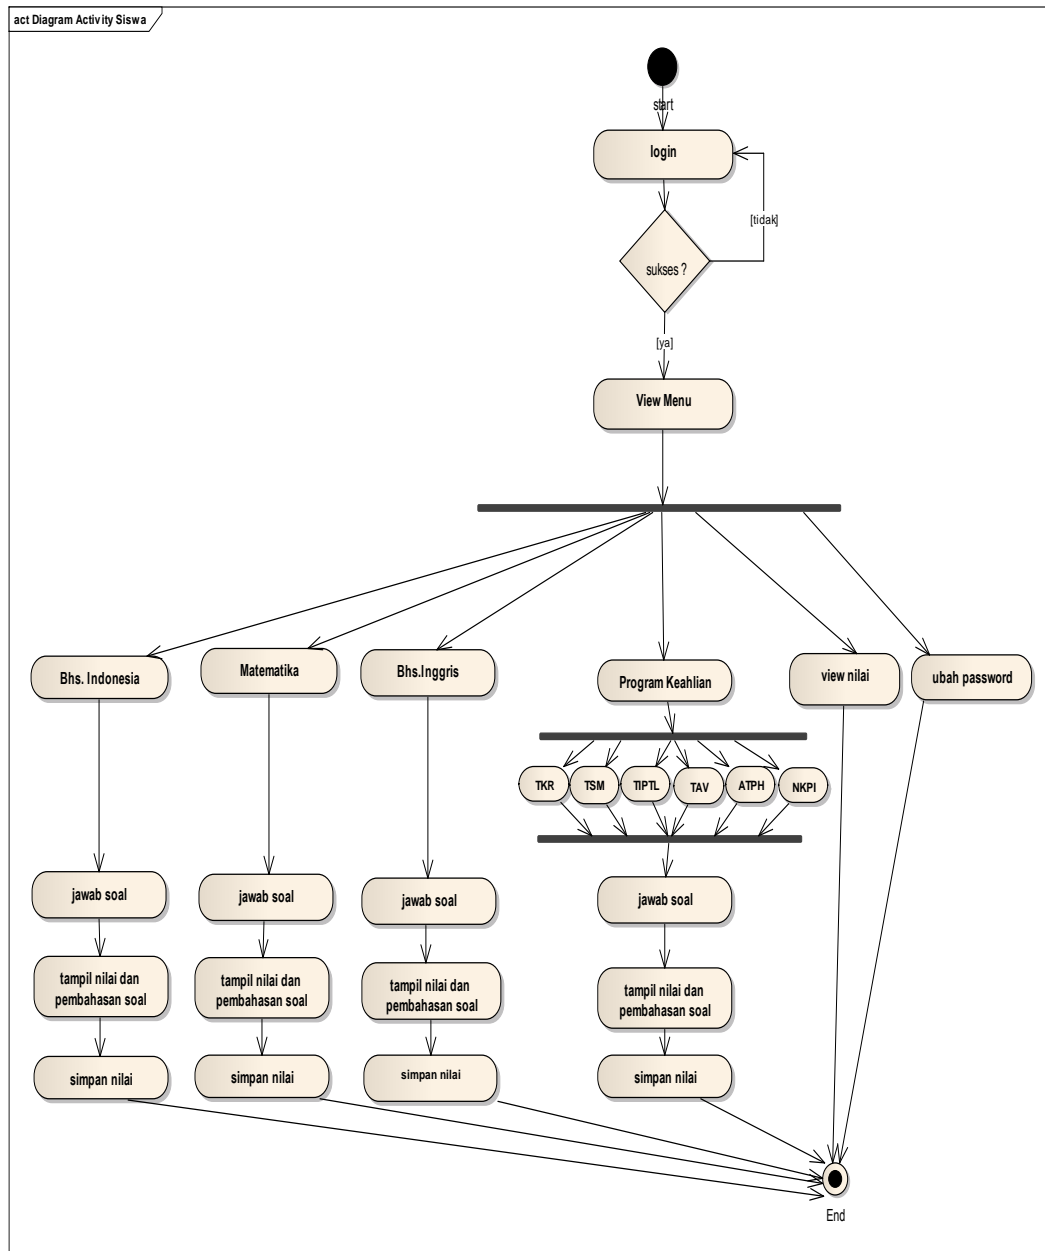 act Diagram Activity Siswa
start
login
[tidak]
sukses ?
[ya]
View Menu
Bhs. Indonesia
Matematika
Bhs.Inggris
Program Keahlian
view nilai
ubah password
TKR
TSM
TIPTL
TAV
ATPH
NKPI
jawab soal
jawab soal
jawab soal
jawab soal
tampil nilai dan
pembahasan soal
tampil nilai dan
pembahasan soal
tampil nilai dan
pembahasan soal
tampil nilai dan
pembahasan soal
simpan nilai
simpan nilai
simpan nilai
simpan nilai
End